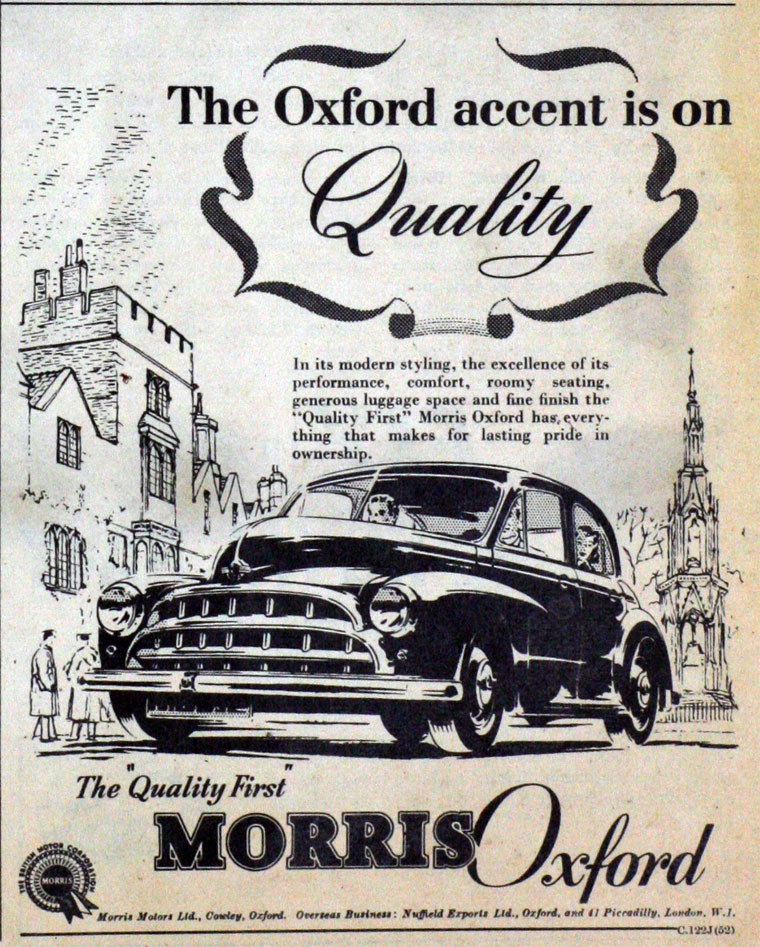 The Oxford accent is on
Quality
In its modern styling, the excellence of its
performance, comfort, roomy seating,
generous luggage space and fine finish the
"Quality First" Morris Oxford has every-
thing that makes for lasting pride in
ownership.
The "Quality First"
MORRIS Oxford
THE BRITISH MOTOR CORPORATION
MORRIS
Morris Motors Ltd., Cowley, Oxford. Overseas Business: Nuffield Exports Ltd., Oxford, and 41 Piccadilly, London, W.1.
C.122J (52)